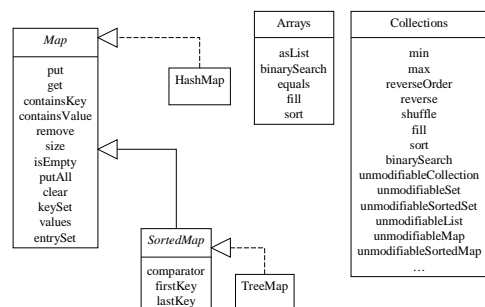 Map
put
get
containsKey
containsValue
remove
size
isEmpty
putAll
clear
keySet
values
entrySet
HashMap
SortedMap
comparator
firstKey
lastKey
TreeMap
Arrays
asList
binarySearch
equals
fill
sort
Collections
min
max
reverseOrder
reverse
shuffle
fill
sort
binarySearch
unmodifiableCollection
unmodifiableSet
unmodifiableSortedSet
unmodifiableList
unmodifiableMap
unmodifiableSortedMap
…